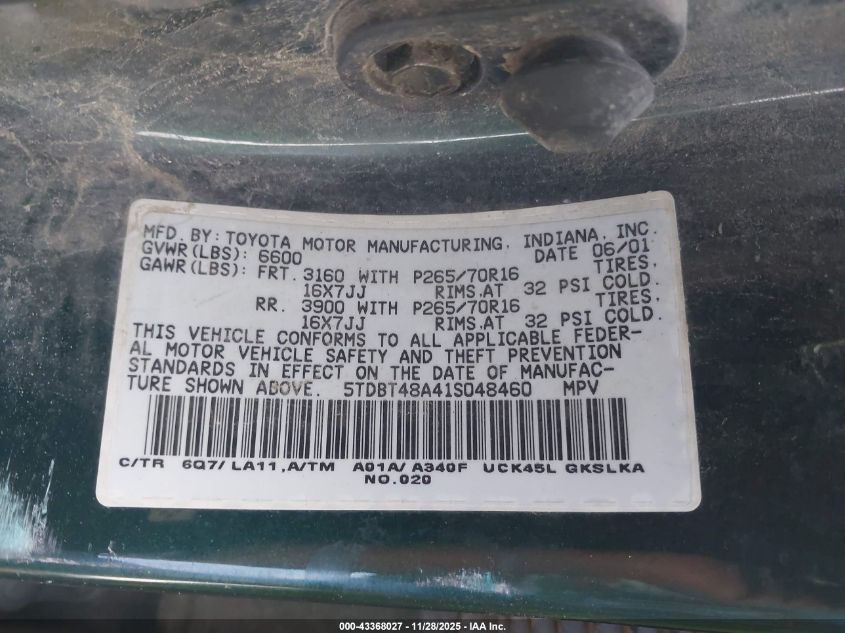 MFD. BY: TOYOTA MOTOR MANUFACTURING, INDIANA, INC.
GVWR(LBS): 6600 DATE 06/01
GAWR(LBS): FRT. 3160 WITH P265/70R16 TIRES,
16X7JJ RIMS,AT 32 PSI COLD.
RR. 3900 WITH P265/70R16 TIRES,
16X7JJ RIMS,AT 32 PSI COLD.
THIS VEHICLE CONFORMS TO ALL APPLICABLE FEDER-
AL MOTOR VEHICLE SAFETY AND THEFT PREVENTION
STANDARDS IN EFFECT ON THE DATE OF MANUFAC-
TURE SHOWN ABOVE. 5TDBT48A41S048460 MPV
C/TR 6Q7/ LA11,A/TM A01A/ A340F UCK45L GKSLKA
NO.020
000-43368027 - 11/28/2025 - IAA Inc.